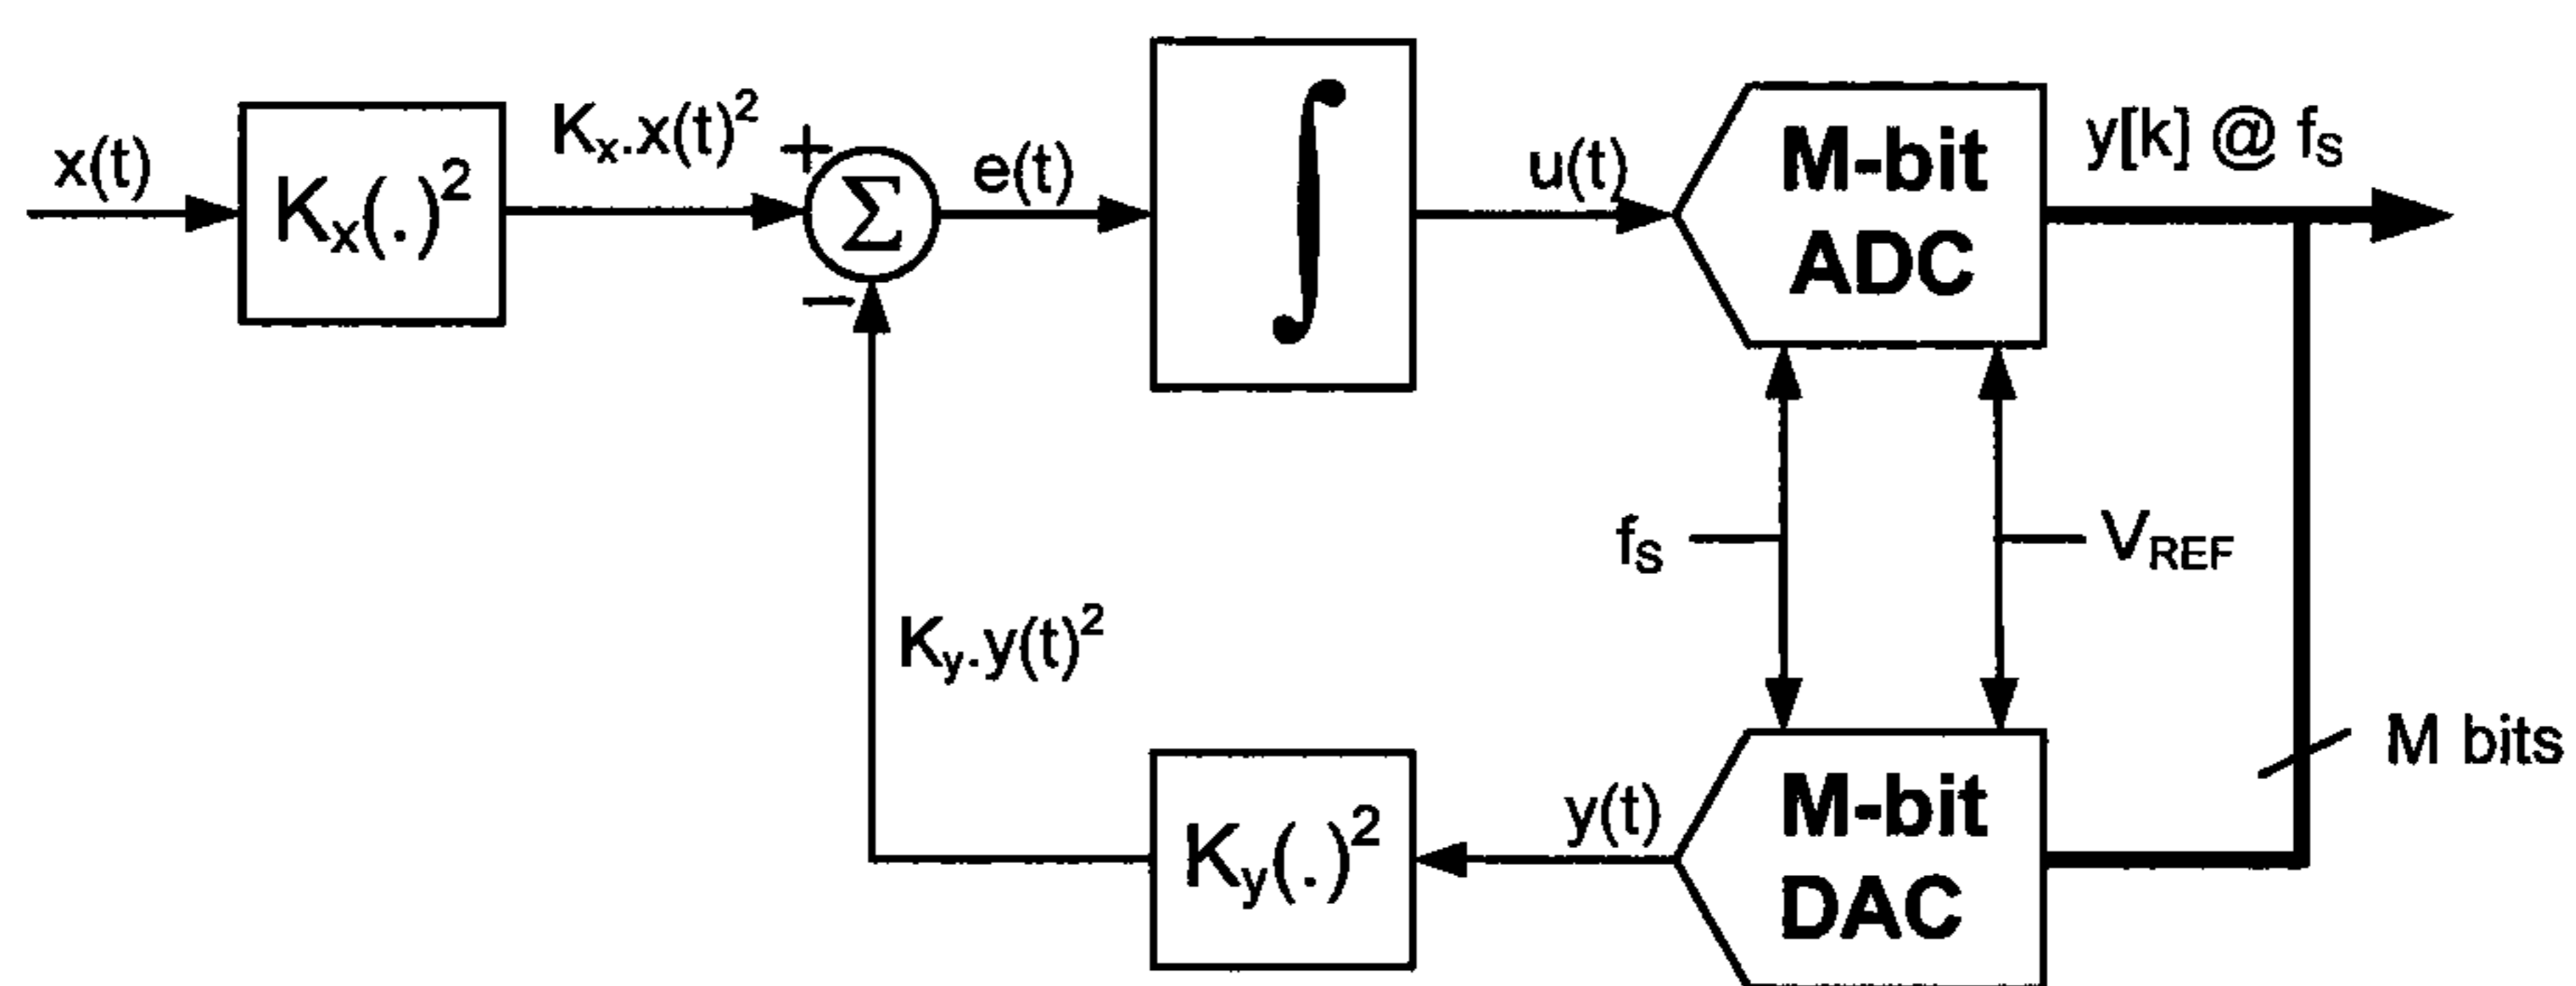 x(t)
Kₓ(.)²
Kₓ.x(t)²
+
Σ
−
e(t)
∫
u(t)
M-bit
ADC
y[k] @ fS
fS
VREF
Ky.y(t)²
M bits
Ky(.)²
y(t)
M-bit
DAC